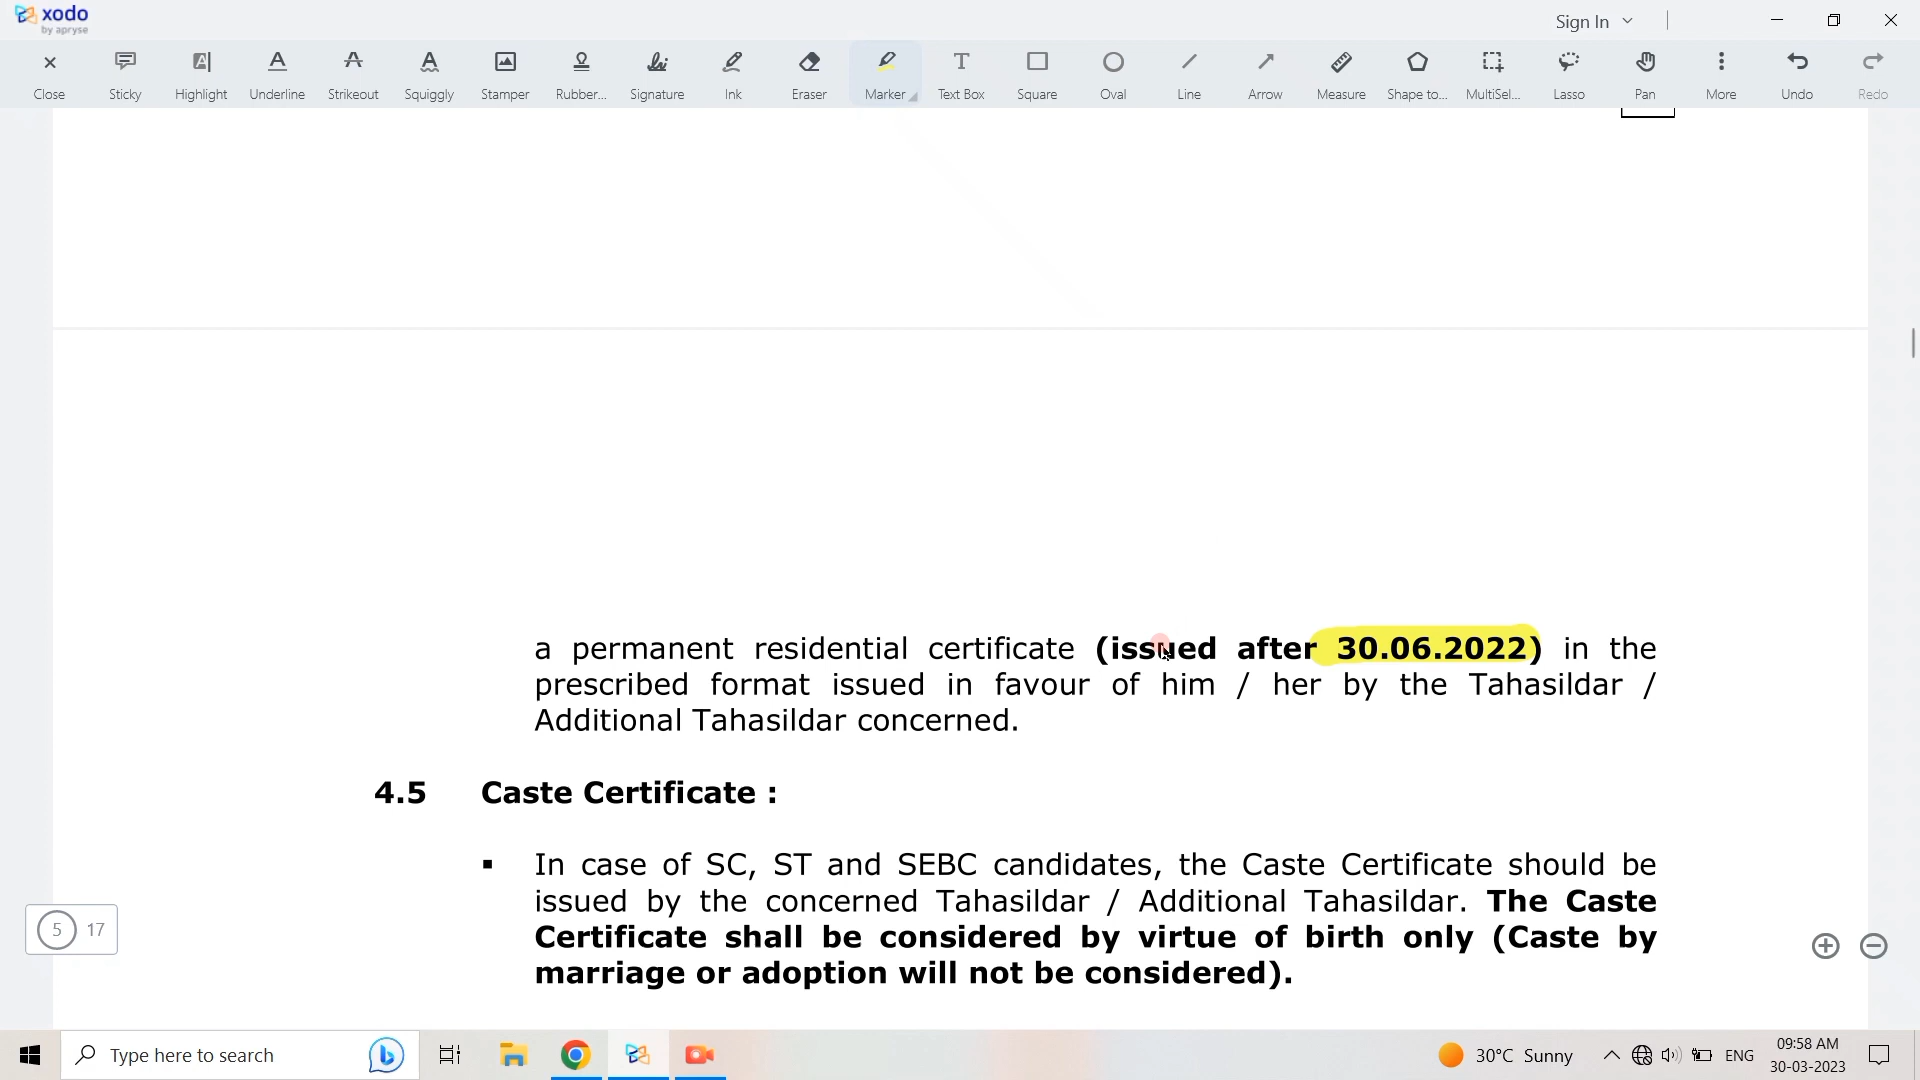 xodo
by apryse
Sign In
Close
Sticky
Highlight
Underline
Strikeout
Squiggly
Stamper
Rubber...
Signature
Ink
Eraser
Marker
Text Box
Square
Oval
Line
Arrow
Measure
Shape to...
MultiSel...
Lasso
Pan
More
Undo
Redo
a permanent residential certificate (issued after 30.06.2022) in the
prescribed format issued in favour of him / her by the Tahasildar /
Additional Tahasildar concerned.
4.5 Caste Certificate :
▪ In case of SC, ST and SEBC candidates, the Caste Certificate should be
issued by the concerned Tahasildar / Additional Tahasildar. The Caste
Certificate shall be considered by virtue of birth only (Caste by
marriage or adoption will not be considered).
5 17
Type here to search
30°C Sunny
ENG
09:58 AM
30-03-2023